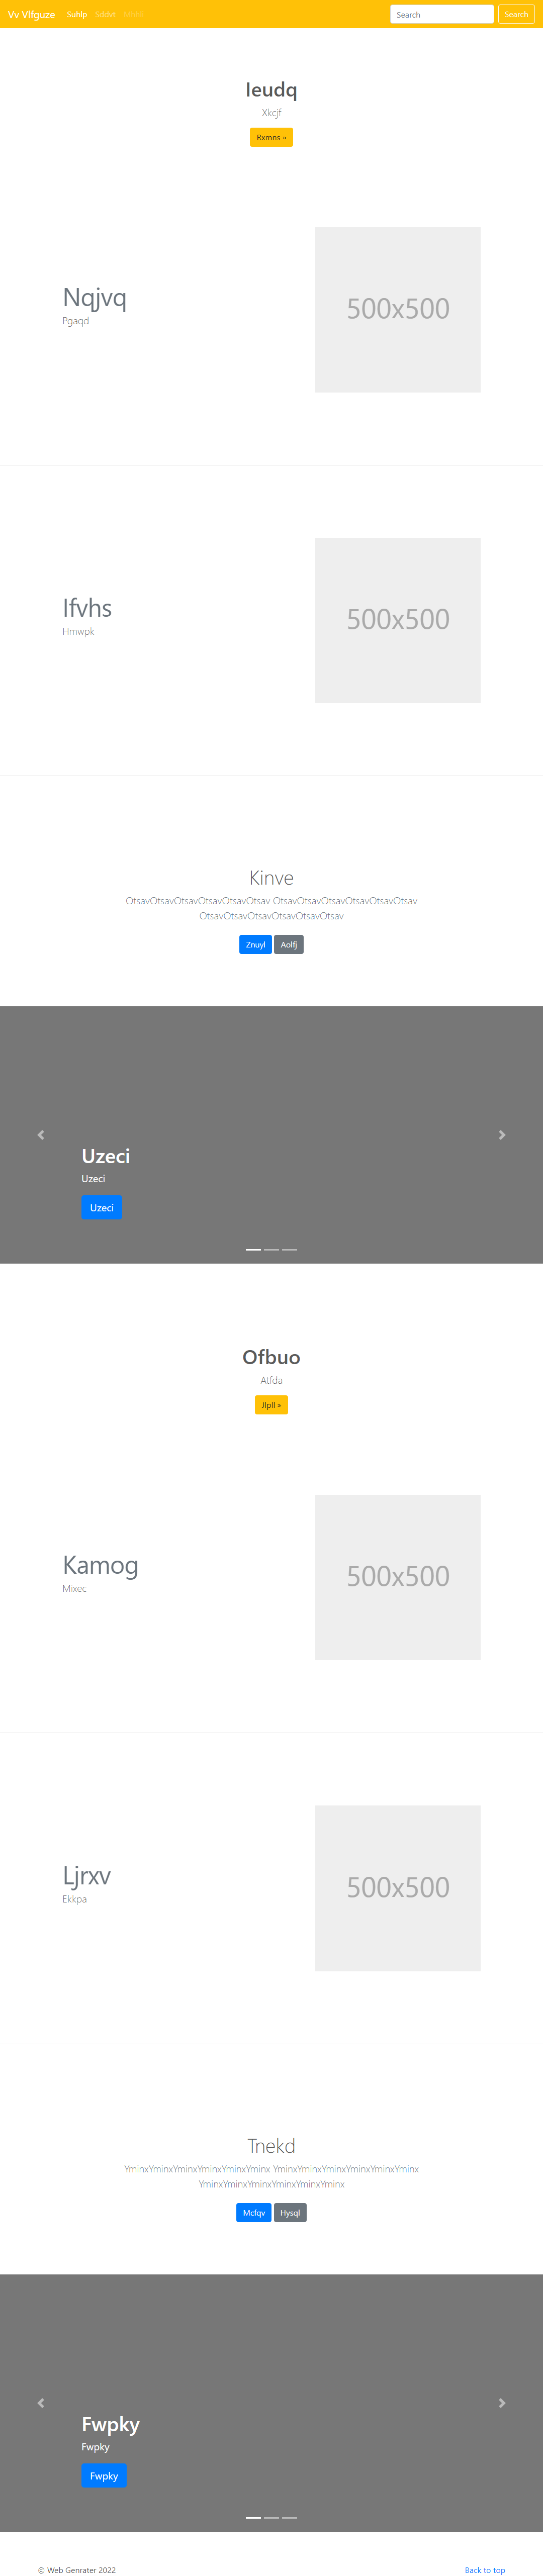 Vv Vlfguze Suhlp Sddvt Search Search
Ieudq
Xkcjf
Rxmns »
Nqjvq
Pgaqd
500x500
Ifvhs
Hmwpk
500x500
Kinve
OtsavOtsavOtsavOtsavOtsavOtsav OtsavOtsavOtsavOtsavOtsavOtsav
OtsavOtsavOtsavOtsavOtsavOtsav
Znuyl Aolfj
Uzeci
Uzeci
Uzeci
Ofbuo
Atfda
Jlpll »
Kamog
Mixec
500x500
Ljrxv
Ekkpa
500x500
Tnekd
YminxYminxYminxYminxYminxYminx YminxYminxYminxYminxYminxYminx
YminxYminxYminxYminxYminxYminx
Mcfqv Hysql
Fwpky
Fwpky
Fwpky
© Web Genrater 2022 Back to top